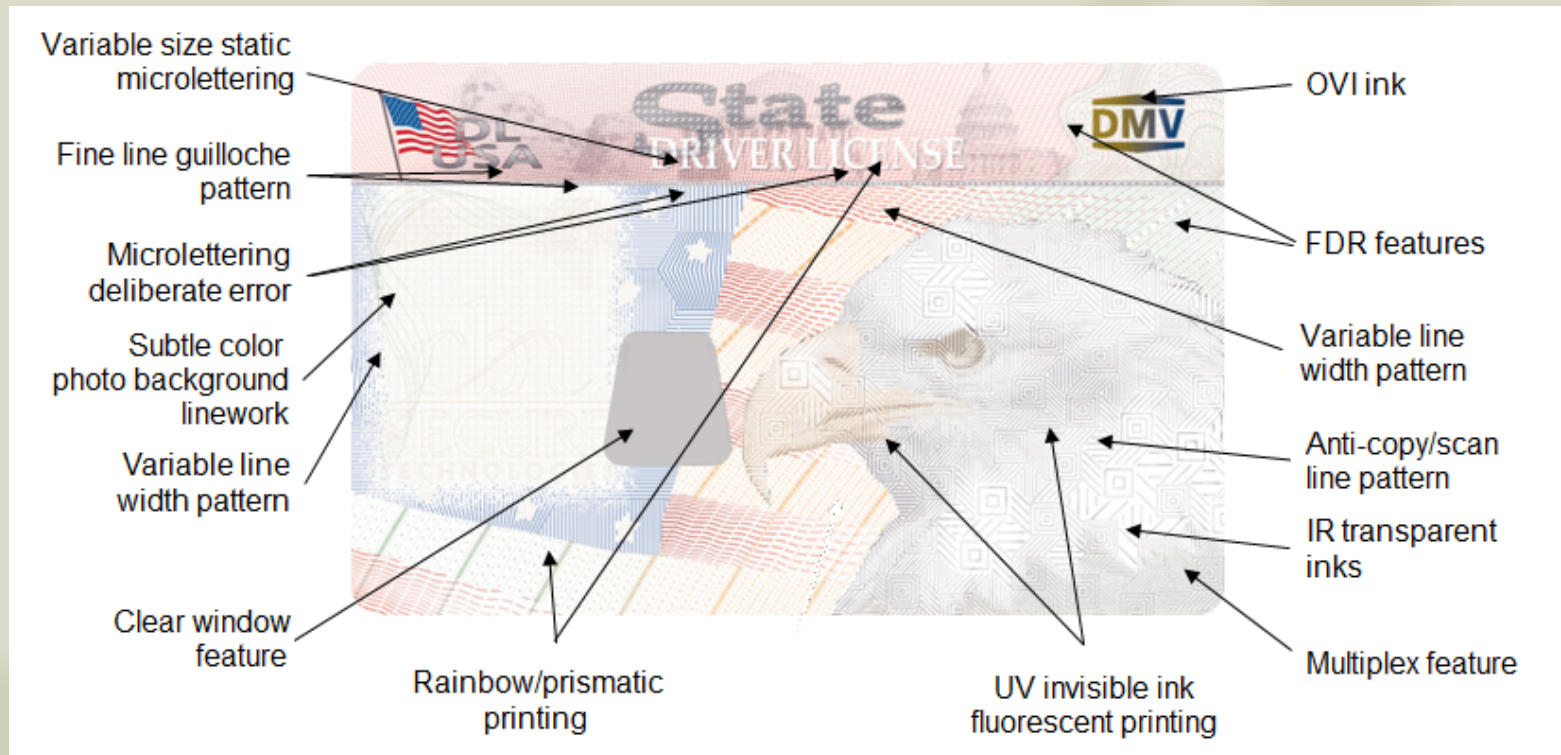 Variable size static
microlettering
Fine line guilloche
pattern
Microlettering
deliberate error
Subtle color
photo background
linework
Variable line
width pattern
Clear window
feature
State
DL
USA
DRIVER LICENSE
DMV
Rainbow/prismatic
printing
UV invisible ink
fluorescent printing
OVI ink
FDR features
Variable line
width pattern
Anti-copy/scan
line pattern
IR transparent
inks
Multiplex feature